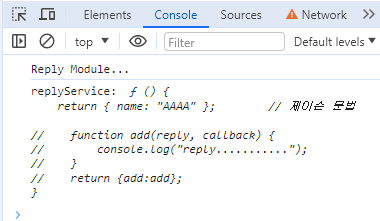 Elements Console Sources Network
top Filter Default levels
Reply Module...
replyService: ƒ () {
return { name: "AAAA" }; // 제이슨 문법
// function add(reply, callback) {
// console.log("reply...........");
// }
// return {add:add};
}